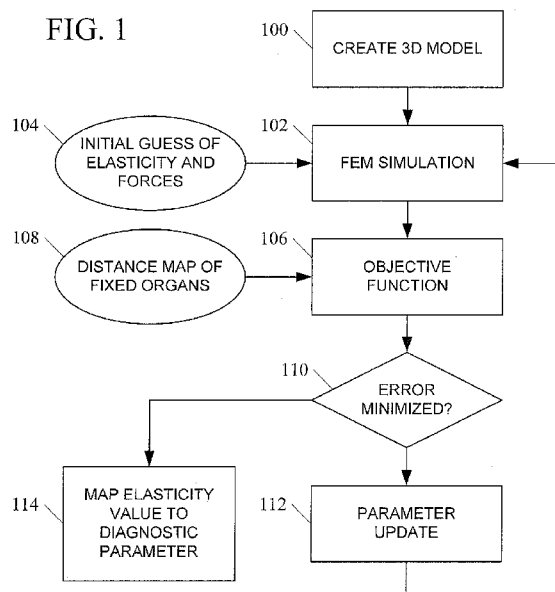 FIG. 1
100
CREATE 3D MODEL
104
INITIAL GUESS OF
ELASTICITY AND
FORCES
102
FEM SIMULATION
108
DISTANCE MAP OF
FIXED ORGANS
106
OBJECTIVE
FUNCTION
110
ERROR
MINIMIZED?
114
MAP ELASTICITY
VALUE TO
DIAGNOSTIC
PARAMETER
112
PARAMETER
UPDATE